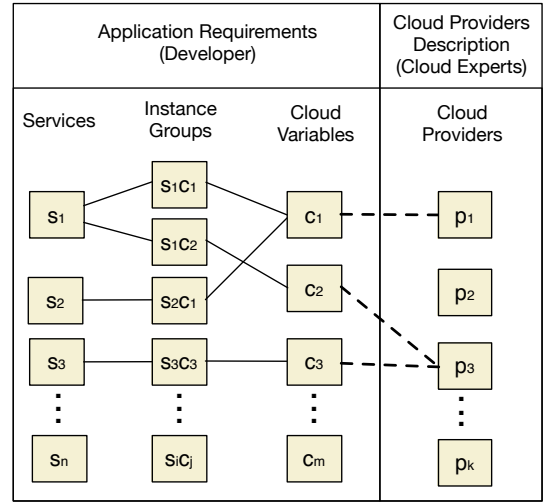 Application Requirements
(Developer)
Cloud Providers
Description
(Cloud Experts)
Services
Instance
Groups
Cloud
Variables
Cloud
Providers
s1
s1c1
c1
p1
s1c2
s2
s2c1
c2
p2
s3
s3c3
c3
p3
sn
sicj
cm
pk